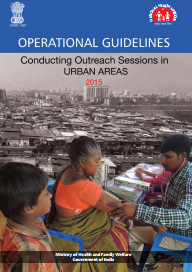 OPERATIONAL GUIDELINES
Conducting Outreach Sessions in
URBAN AREAS
2015
Ministry of Health and Family Welfare
Government of India